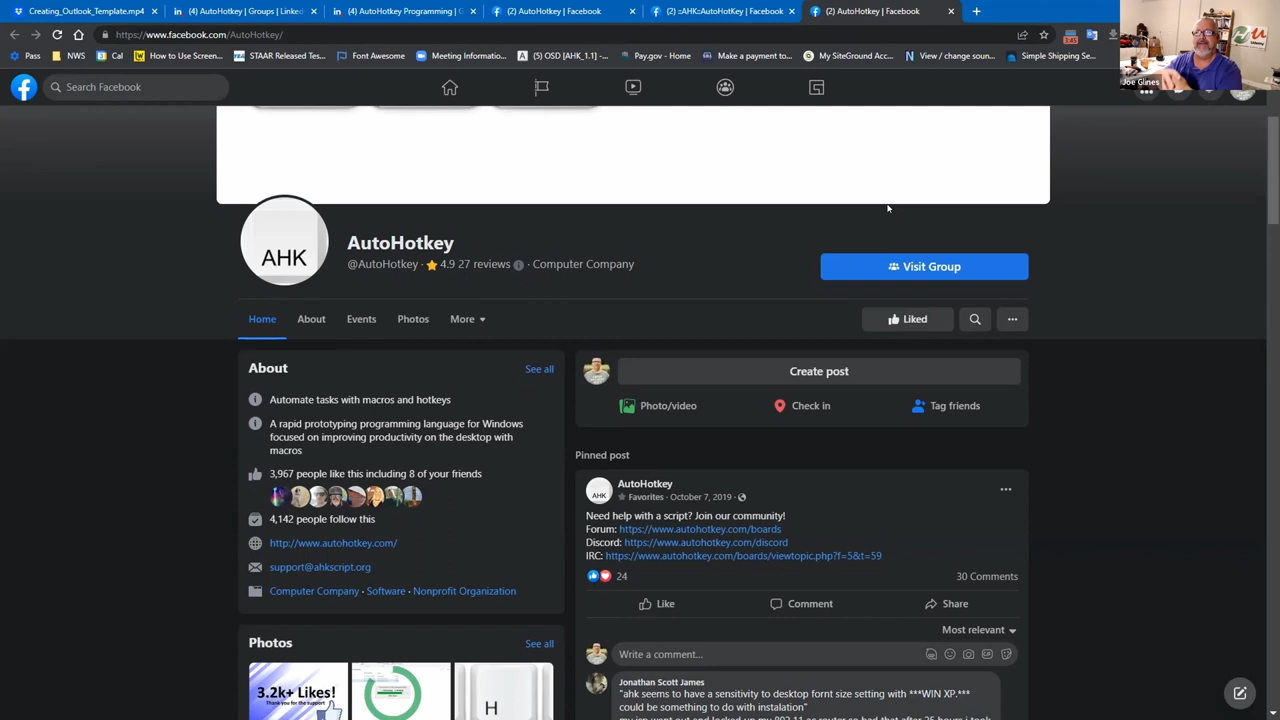 Creating_Outlook_Template.mp4
(4) AutoHotkey | Groups | Linked
(4) AutoHotkey Programming | G
(2) AutoHotkey | Facebook
(2) ::AHK::AutoHotKey | Facebook
(2) AutoHotkey | Facebook
https://www.facebook.com/AutoHotkey/
Pass
NWS
Cal
How to Use Screen...
STAAR Released Test...
Font Awesome
Meeting Informatio...
(5) OSD [AHK_1.1] -...
Pay.gov - Home
Make a payment to...
My SiteGround Acc...
View / change soun...
Simple Shipping Se...
Joe Glines
Search Facebook
AHK
AutoHotkey
@AutoHotkey · 4.9 27 reviews · Computer Company
Visit Group
Home
About
Events
Photos
More
Liked
About
See all
Automate tasks with macros and hotkeys
A rapid prototyping programming language for Windows
focused on improving productivity on the desktop with
macros
3,967 people like this including 8 of your friends
4,142 people follow this
http://www.autohotkey.com/
support@ahkscript.org
Computer Company · Software · Nonprofit Organization
Photos
See all
3.2k+ Likes!
Thank you for the support
H
Create post
Photo/video
Check in
Tag friends
Pinned post
AHK
AutoHotkey
Favorites · October 7, 2019 ·
Need help with a script? Join our community!
Forum: https://www.autohotkey.com/boards
Discord: https://www.autohotkey.com/discord
IRC: https://www.autohotkey.com/boards/viewtopic.php?f=5&t=59
24
30 Comments
Like
Comment
Share
Most relevant
Write a comment...
Jonathan Scott James
"ahk seems to have a sensitivity to desktop fornt size setting with ***WIN XP.***
could be something to do with instalation"